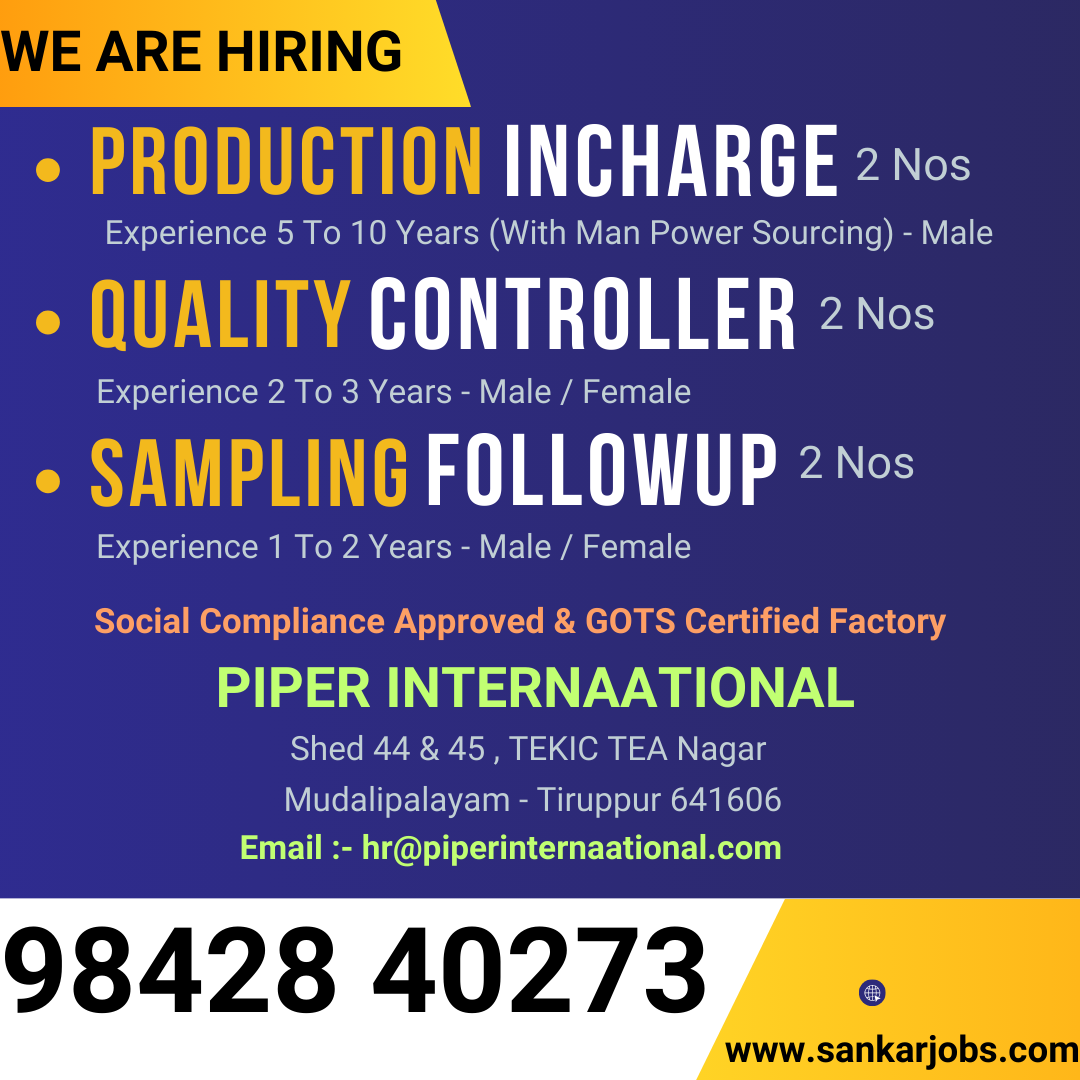 WE ARE HIRING
PRODUCTION INCHARGE 2 Nos
Experience 5 To 10 Years (With Man Power Sourcing) - Male
QUALITY CONTROLLER 2 Nos
Experience 2 To 3 Years - Male / Female
SAMPLING FOLLOWUP 2 Nos
Experience 1 To 2 Years - Male / Female
Social Compliance Approved & GOTS Certified Factory
PIPER INTERNAATIONAL
Shed 44 & 45 , TEKIC TEA Nagar
Mudalipalayam - Tiruppur 641606
Email :- hr@piperinternaational.com
98428 40273
www.sankarjobs.com